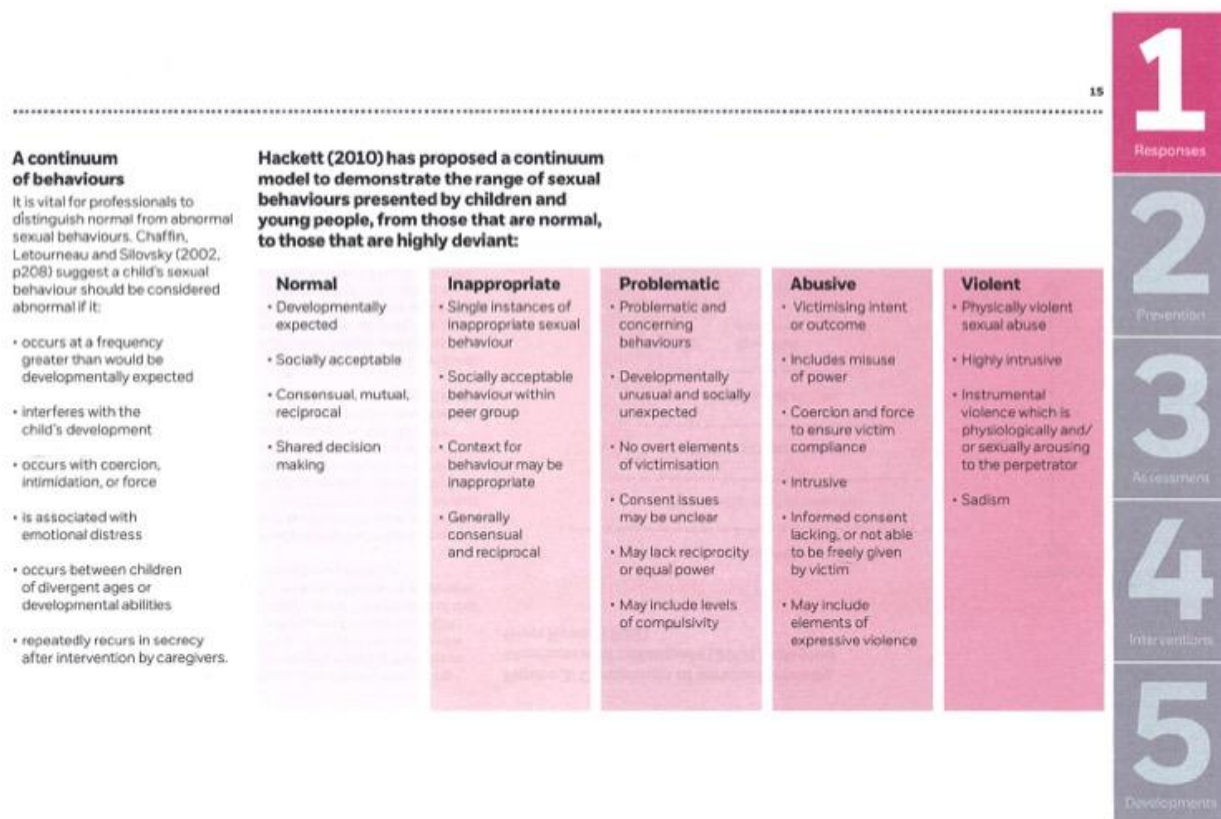 15
A continuum
of behaviours
It is vital for professionals to
distinguish normal from abnormal
sexual behaviours. Chaffin,
Letourneau and Silovsky (2002,
p208) suggest a child's sexual
behaviour should be considered
abnormal if it:
• occurs at a frequency
greater than would be
developmentally expected
• interferes with the
child's development
• occurs with coercion,
intimidation, or force
• is associated with
emotional distress
• occurs between children
of divergent ages or
developmental abilities
• repeatedly recurs in secrecy
after intervention by caregivers.
Hackett (2010) has proposed a continuum
model to demonstrate the range of sexual
behaviours presented by children and
young people, from those that are normal,
to those that are highly deviant:
Normal
• Developmentally
expected
• Socially acceptable
• Consensual, mutual,
reciprocal
• Shared decision
making
Inappropriate
• Single instances of
inappropriate sexual
behaviour
• Socially acceptable
behaviour within
peer group
• Context for
behaviour may be
inappropriate
• Generally
consensual
and reciprocal
Problematic
• Problematic and
concerning
behaviours
• Developmentally
unusual and socially
unexpected
• No overt elements
of victimisation
• Consent issues
may be unclear
• May lack reciprocity
or equal power
• May include levels
of compulsivity
Abusive
• Victimising intent
or outcome
• Includes misuse
of power
• Coercion and force
to ensure victim
compliance
• Intrusive
• Informed consent
lacking, or not able
to be freely given
by victim
• May include
elements of
expressive violence
Violent
• Physically violent
sexual abuse
• Highly intrusive
• Instrumental
violence which is
physiologically and/
or sexually arousing
to the perpetrator
• Sadism
1
Responses
2
Prevention
3
Assessment
4
Interventions
5
Developments